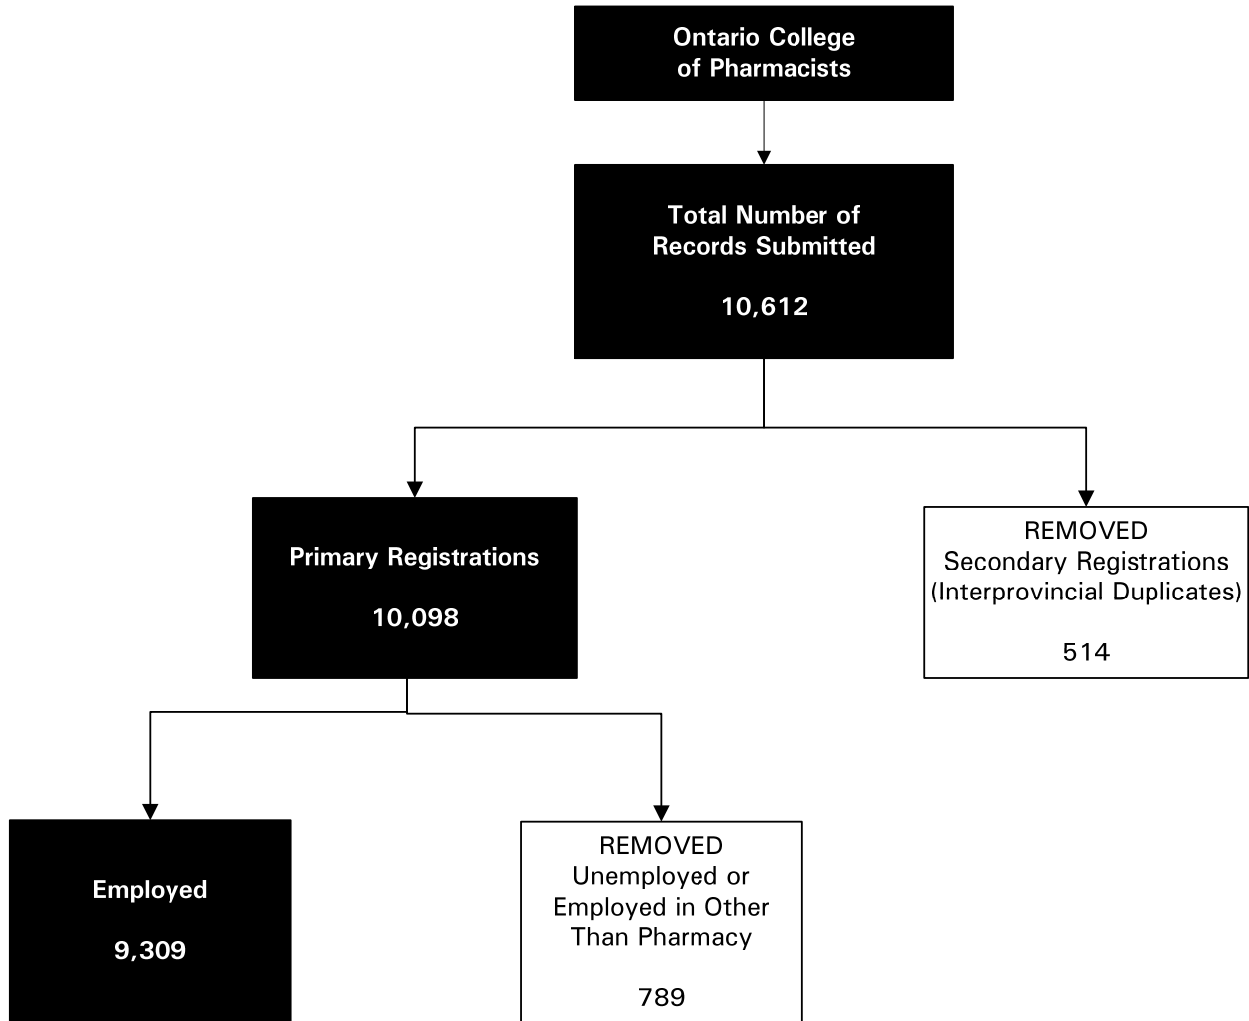 Ontario College
of Pharmacists
Total Number of
Records Submitted
10,612
Primary Registrations
10,098
REMOVED
Secondary Registrations
(Interprovincial Duplicates)
514
Employed
9,309
REMOVED
Unemployed or
Employed in Other
Than Pharmacy
789